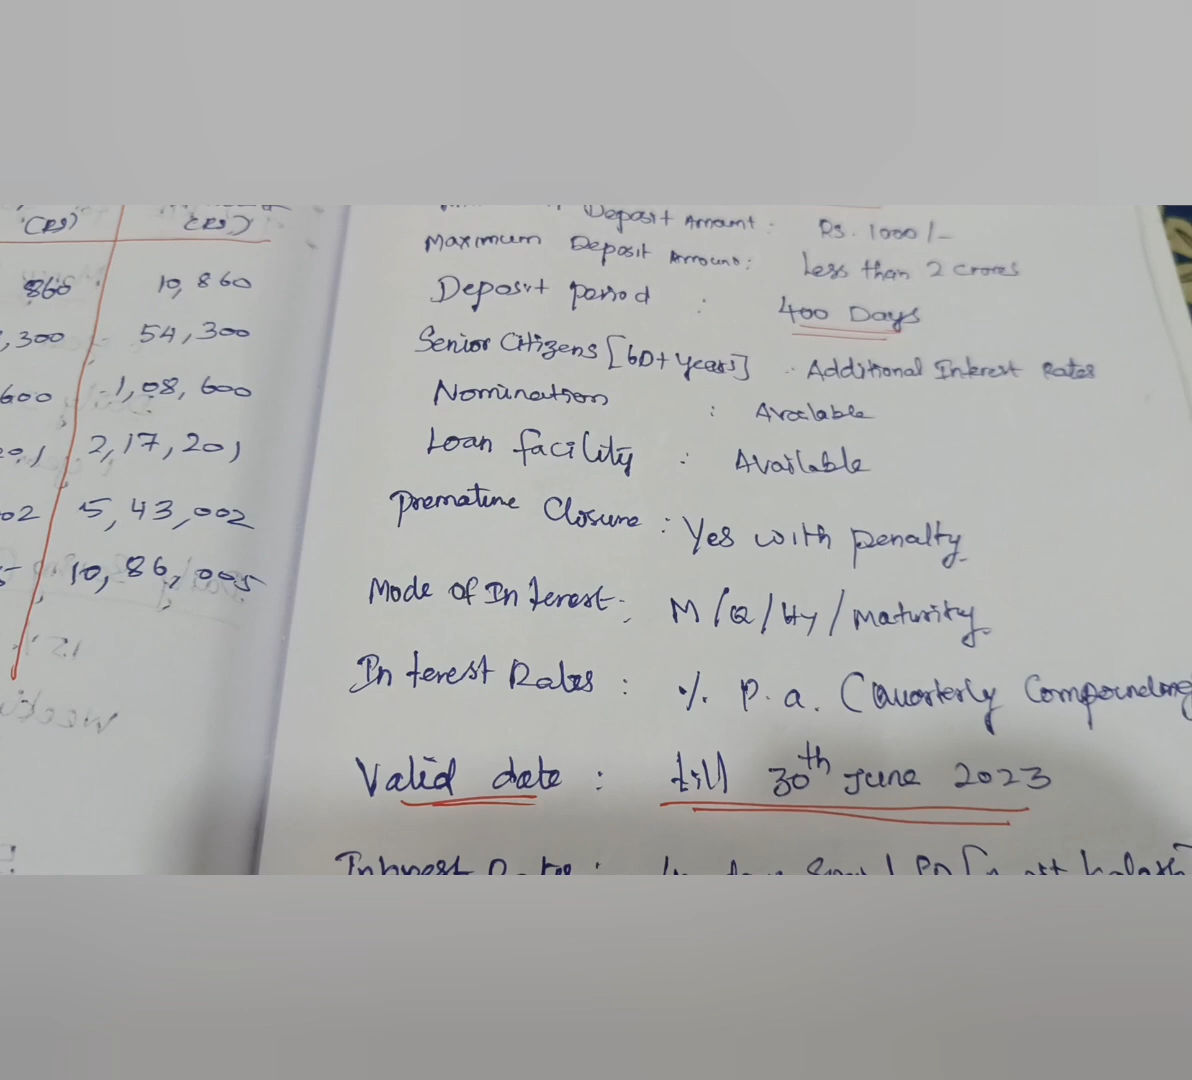 (RS) (RS)
860 10,860
,300 54,300
600 1,08,600
2,17,201
02 5,43,002
10,86,005
Deposit Amount : Rs. 1000/-
Maximum Deposit Amount : Less than 2 crores
Deposit period : 400 Days
Senior Citizens [60+ years] : Additional Interest Rates
Nomination : Available
Loan facility : Available
Premature Closure : Yes with penalty
Mode of Interest : M/Q/Hy/Maturity
Interest Rates : % p.a. (Quarterly Compounding
Valid date : till 30th June 2023
Interest Rates :